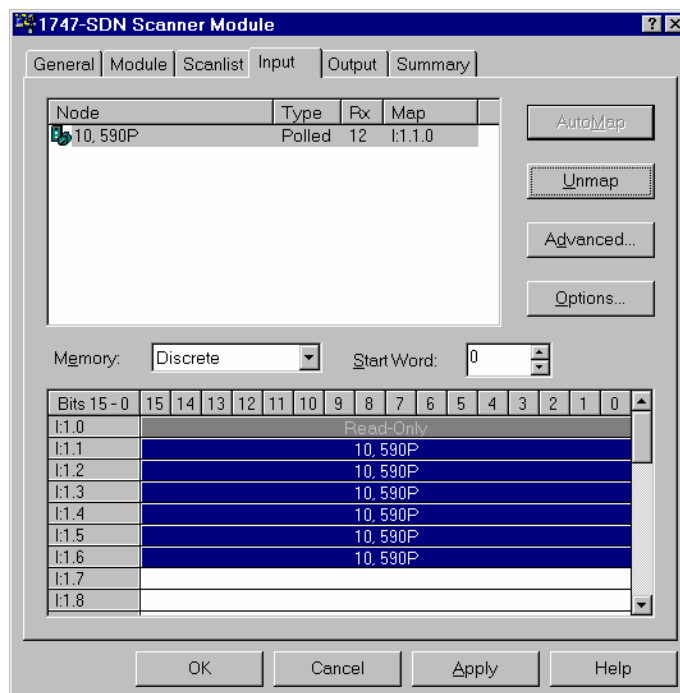 1747-SDN Scanner Module
General Module Scanlist Input Output Summary
Node Type Rx Map
10, 590P Polled 12 I:1.1.0
AutoMap
Unmap
Advanced...
Options...
Memory: Discrete Start Word: 0
Bits 15 - 0 15 14 13 12 11 10 9 8 7 6 5 4 3 2 1 0
I:1.0 Read-Only
I:1.1 10, 590P
I:1.2 10, 590P
I:1.3 10, 590P
I:1.4 10, 590P
I:1.5 10, 590P
I:1.6 10, 590P
I:1.7
I:1.8
OK Cancel Apply Help